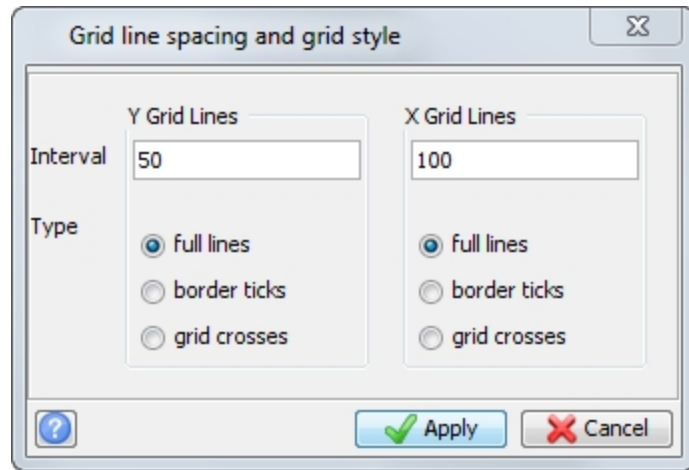 Grid line spacing and grid style
Y Grid Lines
X Grid Lines
Interval
50
100
Type
full lines
full lines
border ticks
border ticks
grid crosses
grid crosses
?
Apply
Cancel